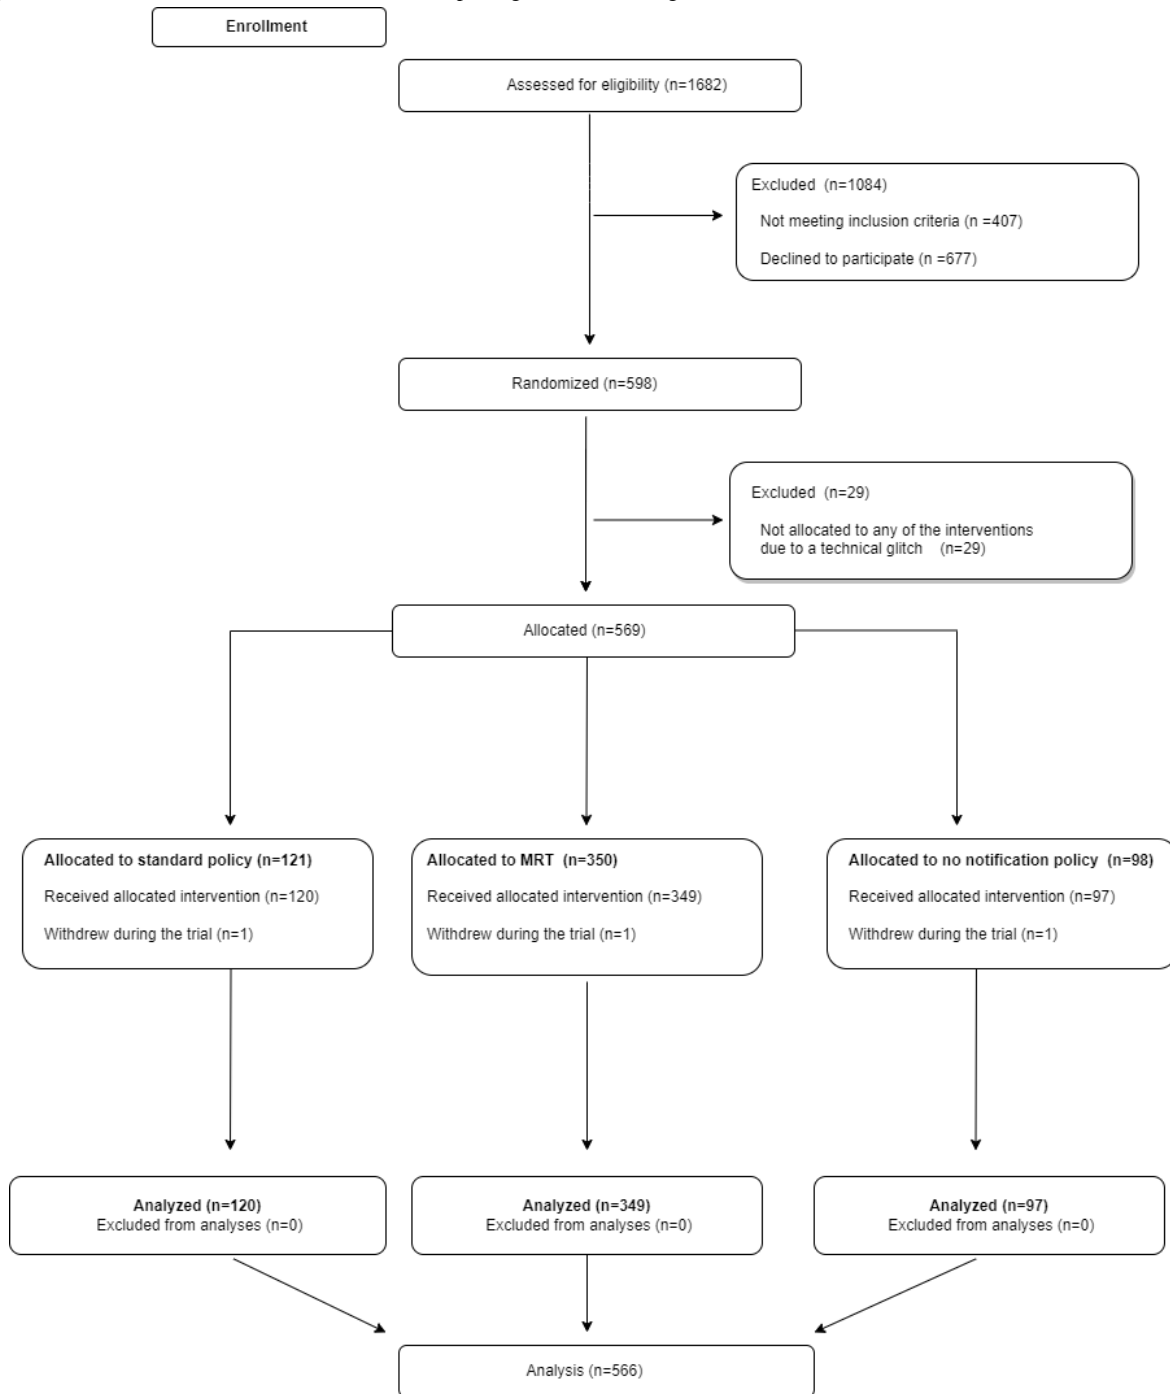 Enrollment
Assessed for eligibility (n=1682)
Excluded (n=1084)
Not meeting inclusion criteria (n =407)
Declined to participate (n =677)
Randomized (n=598)
Excluded (n=29)
Not allocated to any of the interventions
due to a technical glitch (n=29)
Allocated (n=569)
Allocated to standard policy (n=121)
Received allocated intervention (n=120)
Withdrew during the trial (n=1)
Allocated to MRT (n=350)
Received allocated intervention (n=349)
Withdrew during the trial (n=1)
Allocated to no notification policy (n=98)
Received allocated intervention (n=97)
Withdrew during the trial (n=1)
Analyzed (n=120)
Excluded from analyses (n=0)
Analyzed (n=349)
Excluded from analyses (n=0)
Analyzed (n=97)
Excluded from analyses (n=0)
Analysis (n=566)